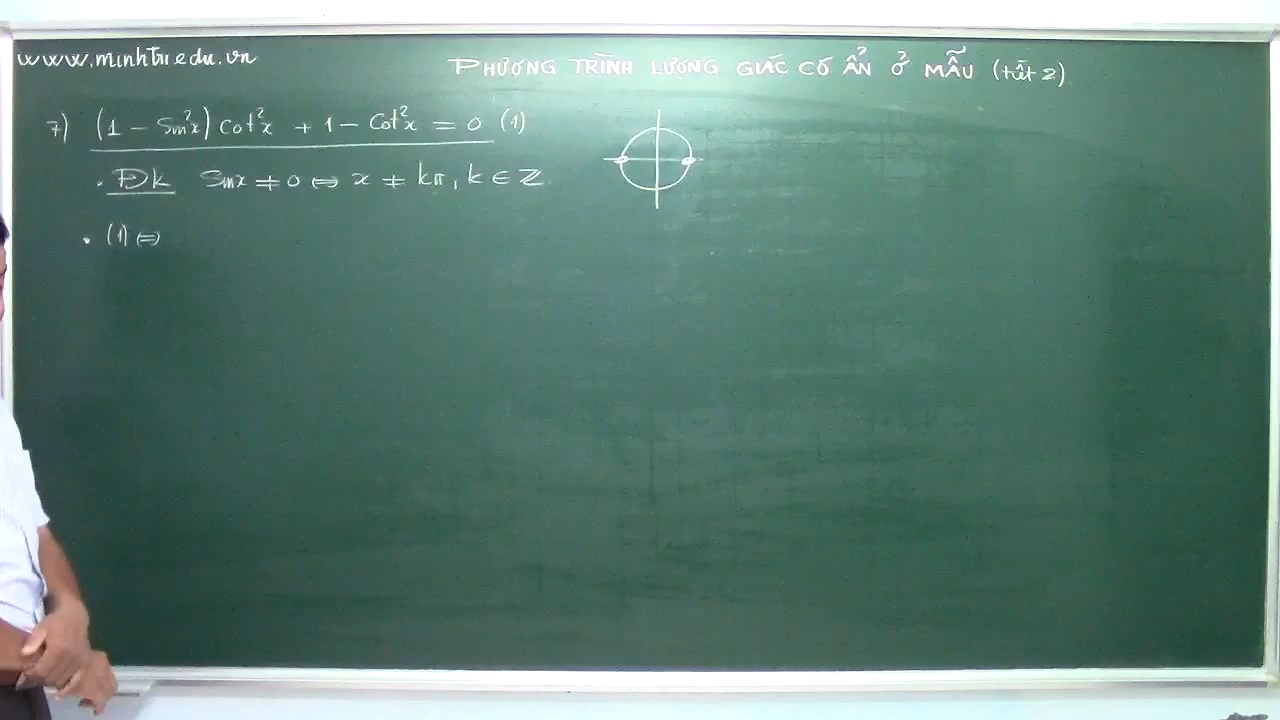 www.minhtu.edu.vn
PHƯƠNG TRÌNH LƯỢNG GIÁC CÓ ẨN Ở MẪU (tiết 2)
7) (1 - Sin²x) Cot²x + 1 - Cot²x = 0 (1)
• ĐK Sinx ≠ 0 ⇔ x ≠ kπ, k ∈ Z
• (1) ⇔